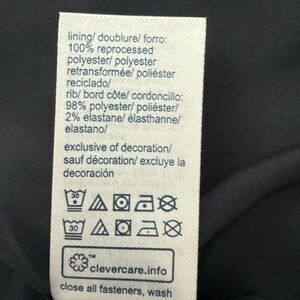 lining/ doublure/ forro:
100% reprocessed
polyester/ polyester
retransformée/ poliéster
reciclado/
rib/ bord côte/ cordoncillo:
98% polyester/ poliéster/
2% elastane/ élasthanne/
elastano/
exclusive of decoration/
sauf décoration/ excluye la
decoración
30
30
clevercare.info
close all fasteners, wash